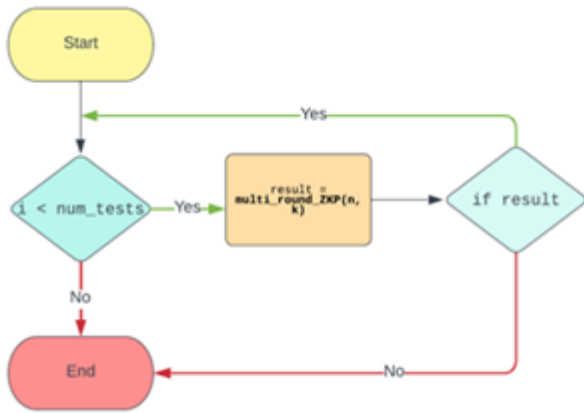 Start
Yes
i < num_tests
Yes
result =
multi_round_ZKP(n,
k)
if result
No
End
No